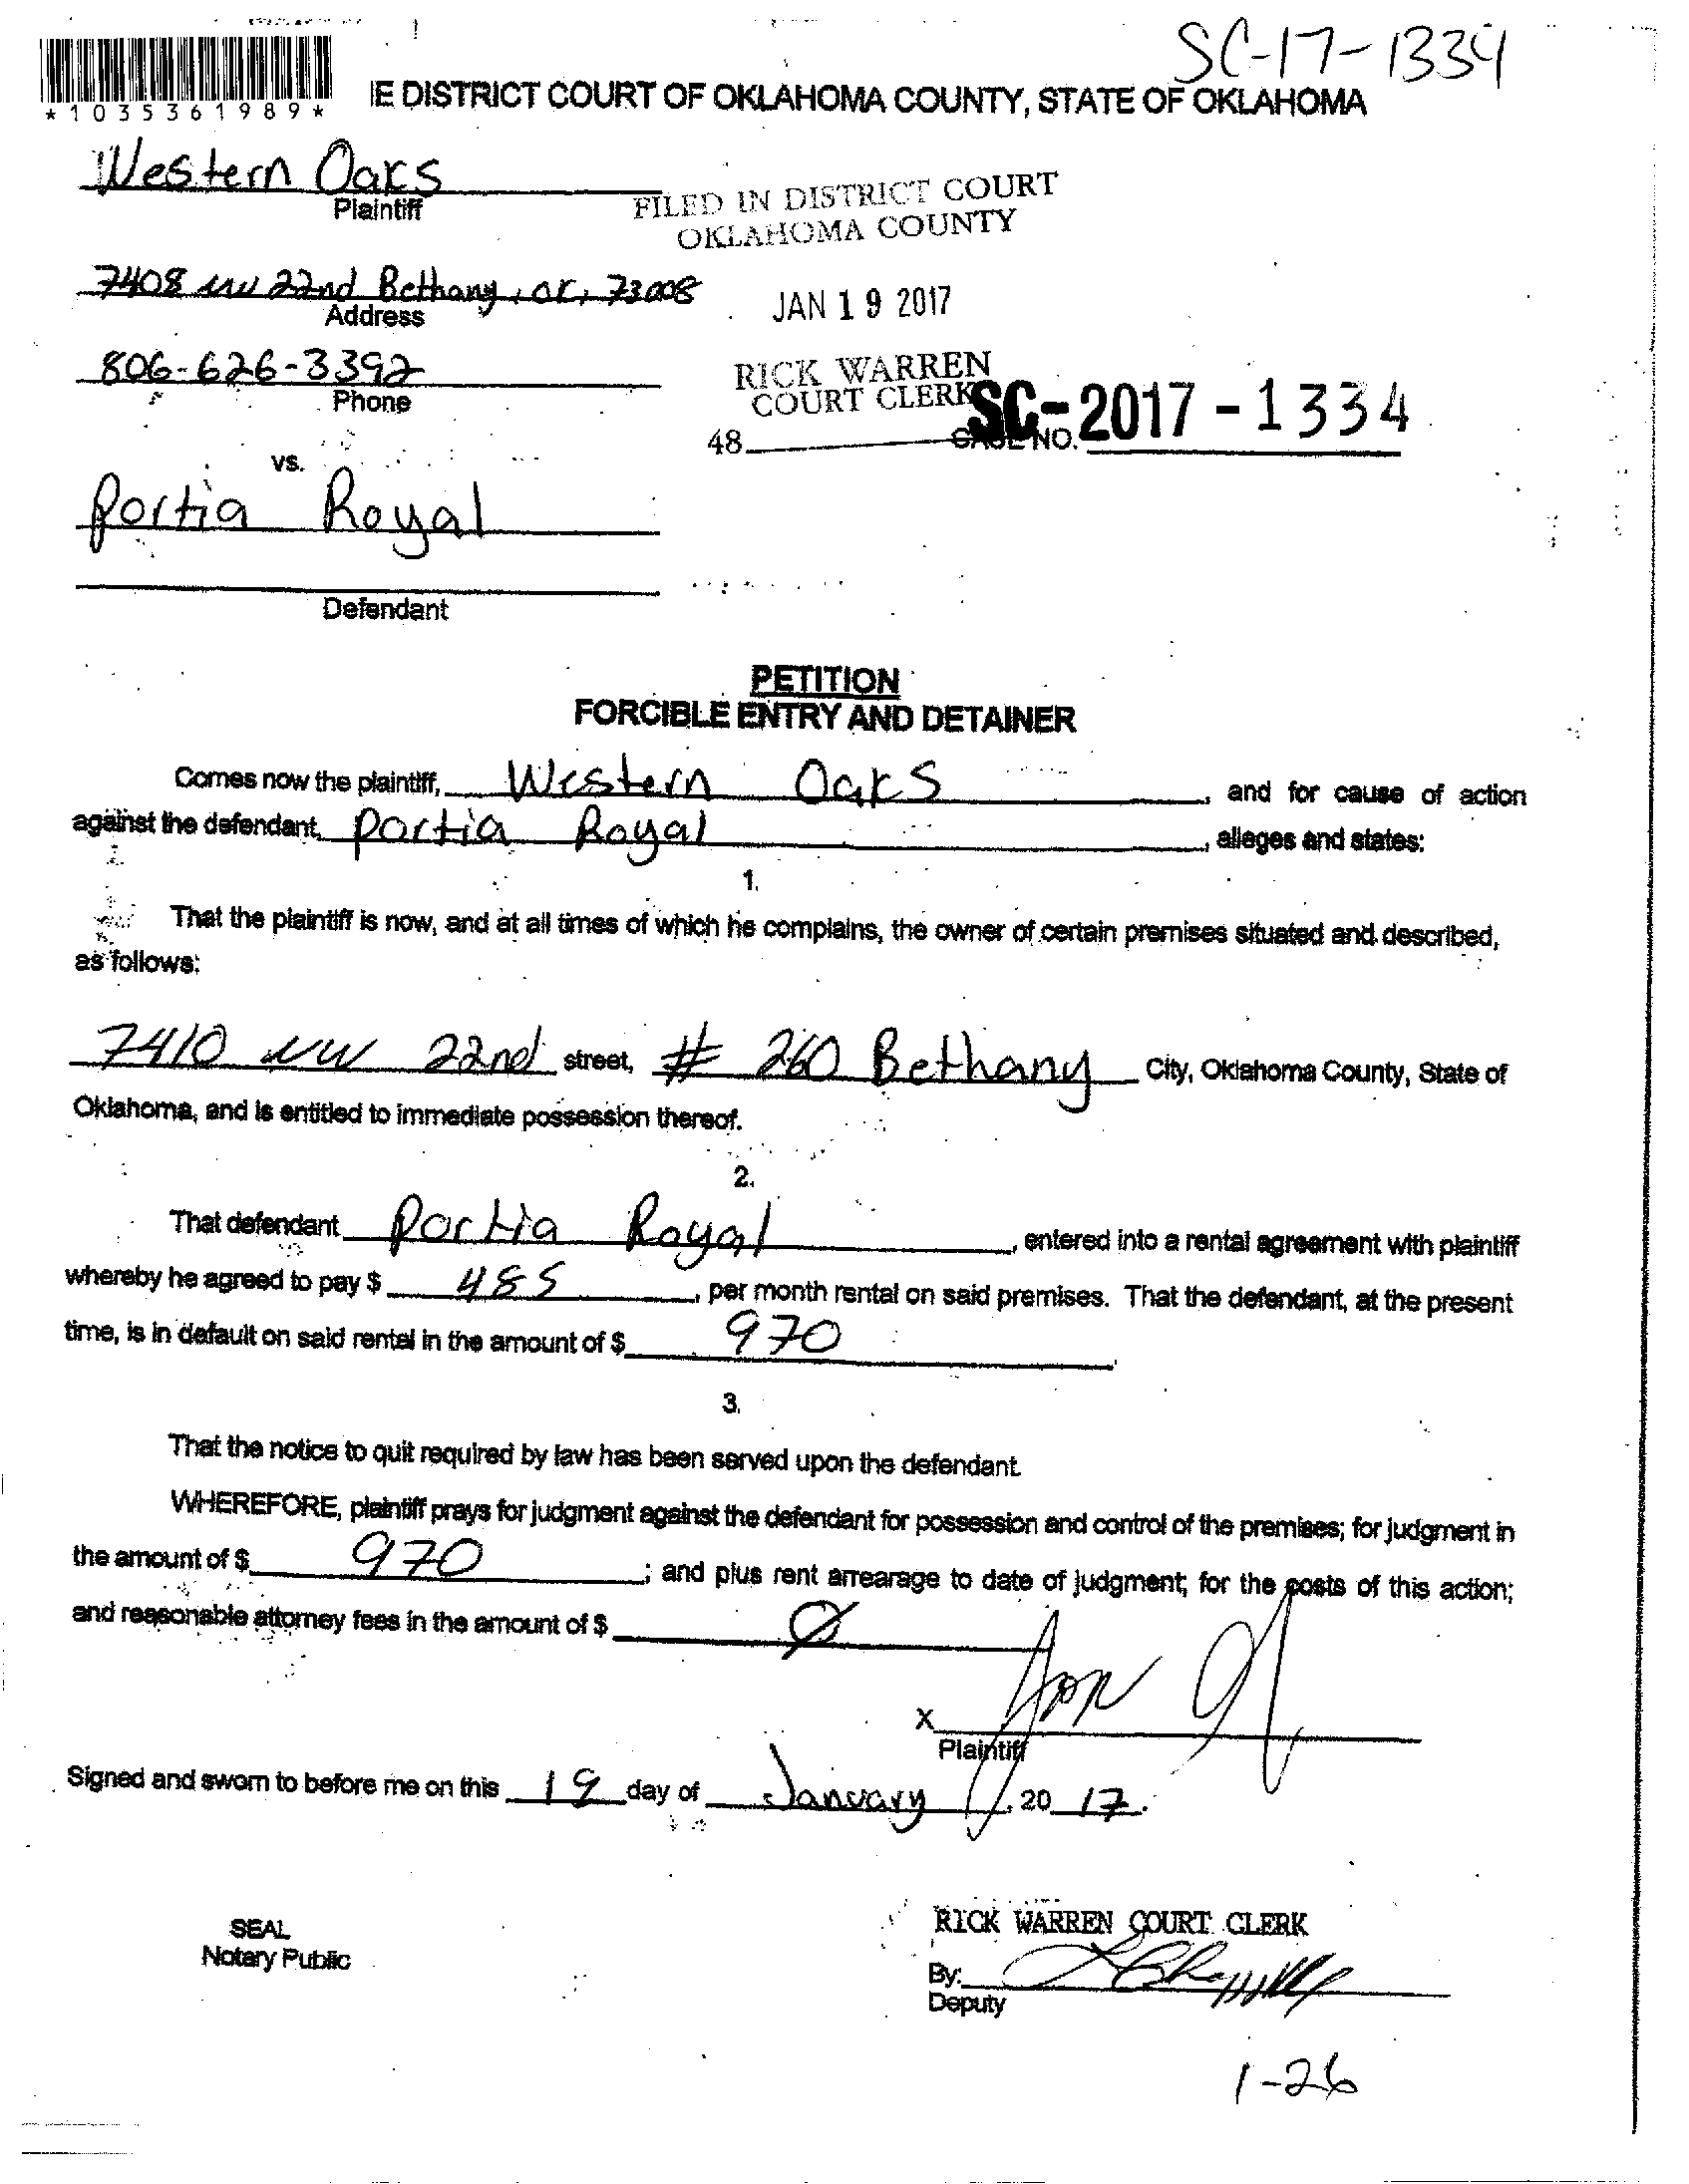 SC-17-1334
*1035361989*
IE DISTRICT COURT OF OKLAHOMA COUNTY, STATE OF OKLAHOMA
Western Oaks
Plaintiff
FILED IN DISTRICT COURT
OKLAHOMA COUNTY
7408 NW 22nd Bethany, OK, 73008
Address
JAN 19 2017
806-626-3392
Phone
RICK WARREN
COURT CLERK
48
CASE NO. SC-2017-1334
vs.
Portia Royal
Defendant
PETITION
FORCIBLE ENTRY AND DETAINER
Comes now the plaintiff, Western Oaks, and for cause of action
against the defendant, Portia Royal, alleges and states:
1.
That the plaintiff is now, and at all times of which he complains, the owner of certain premises situated and described,
as follows:
7410 NW 22nd street, # 260 Bethany City, Oklahoma County, State of
Oklahoma, and is entitled to immediate possession thereof.
2.
That defendant Portia Royal, entered into a rental agreement with plaintiff
whereby he agreed to pay $ 485, per month rental on said premises. That the defendant, at the present
time, is in default on said rental in the amount of $ 970.
3.
That the notice to quit required by law has been served upon the defendant.
WHEREFORE, plaintiff prays for judgment against the defendant for possession and control of the premises; for judgment in
the amount of $ 970; and plus rent arrearage to date of judgment; for the costs of this action;
and reasonable attorney fees in the amount of $ Ø
X
Plaintiff
Signed and sworn to before me on this 19 day of January, 20 17.
SEAL
Notary Public
RICK WARREN COURT CLERK
By:
Deputy
1-26